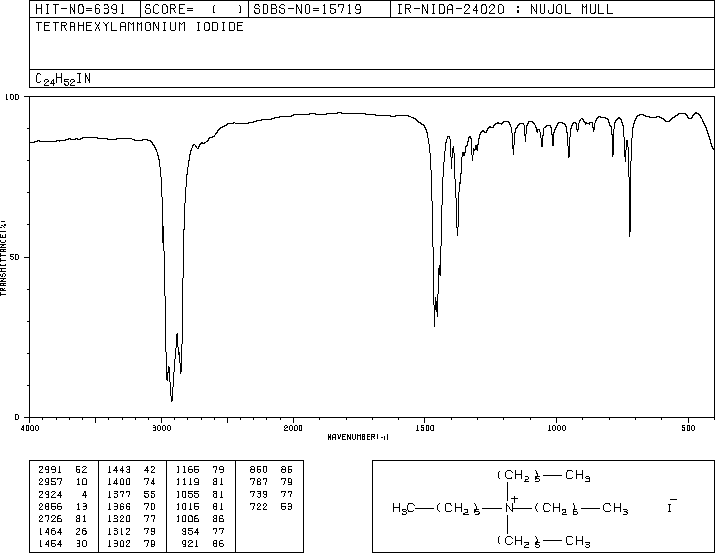 HIT-NO=6391 SCORE= ( ) SDBS-NO=15719 IR-NIDA-24020 : NUJOL MULL
TETRAHEXYLAMMONIUM IODIDE
C24H52IN
100
50
0
TRANSMITTANCE(%)
4000 3000 2000 1500 1000 500
WAVENUMBER(-1)
2991 52 1443 42 1166 79 860 86
2957 10 1400 74 1119 81 787 79
2924 4 1377 55 1055 81 739 77
2856 13 1366 70 1015 81 722 53
2726 81 1320 77 1006 86
1464 26 1312 79 954 77
1454 30 1302 79 921 86
(CH2)5—CH3
H3C—(CH2)5—N+—(CH2)5—CH3 I−
(CH2)5—CH3